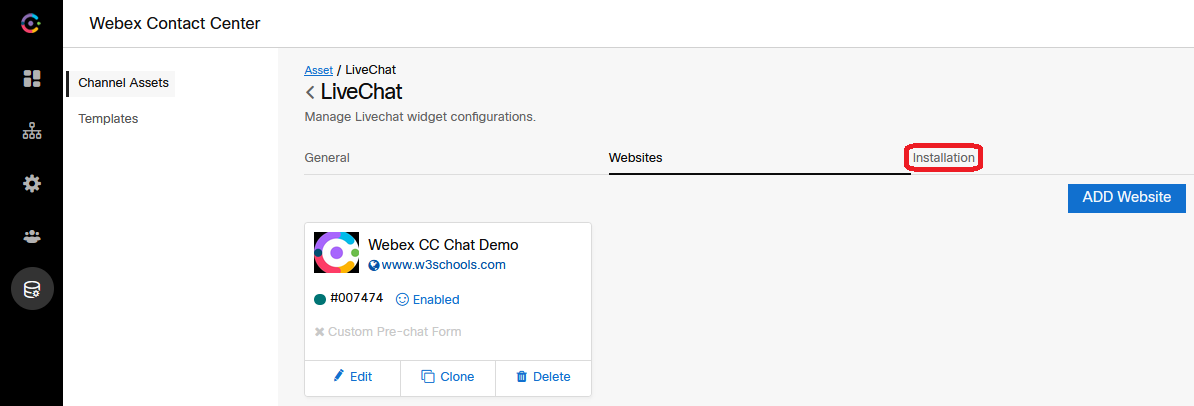 Webex Contact Center
Channel Assets
Templates
Asset / LiveChat
LiveChat
Manage Livechat widget configurations.
General Websites Installation
ADD Website
Webex CC Chat Demo
www.w3schools.com
#007474 Enabled
Custom Pre-chat Form
Edit Clone Delete